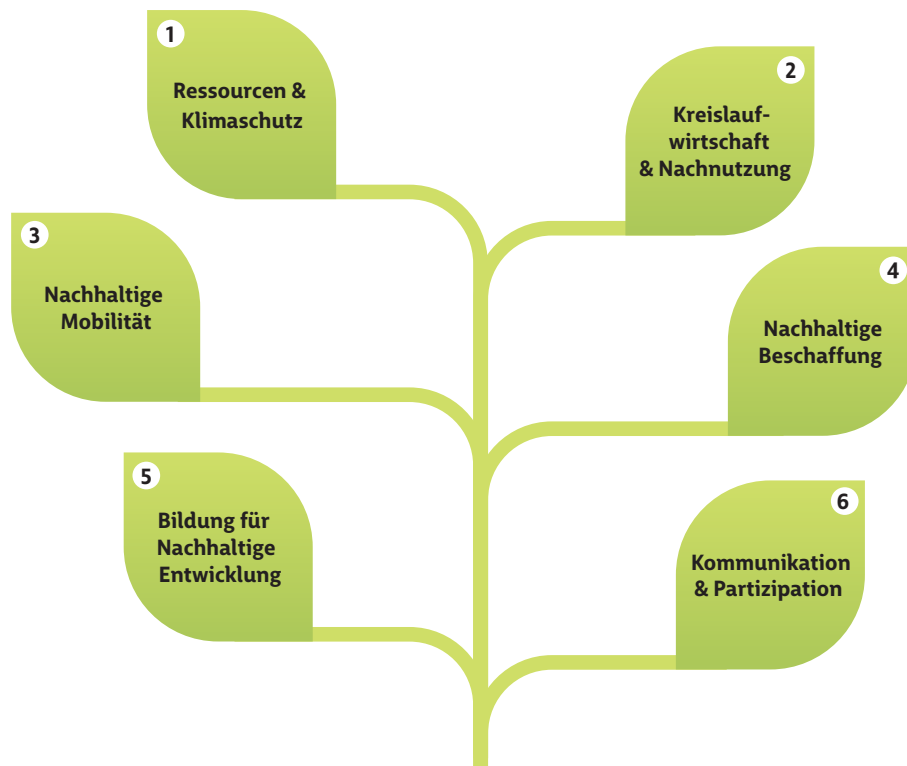 1
Ressourcen &
Klimaschutz
2
Kreislauf-
wirtschaft
& Nachnutzung
3
Nachhaltige
Mobilität
4
Nachhaltige
Beschaffung
5
Bildung für
Nachhaltige
Entwicklung
6
Kommunikation
& Partizipation